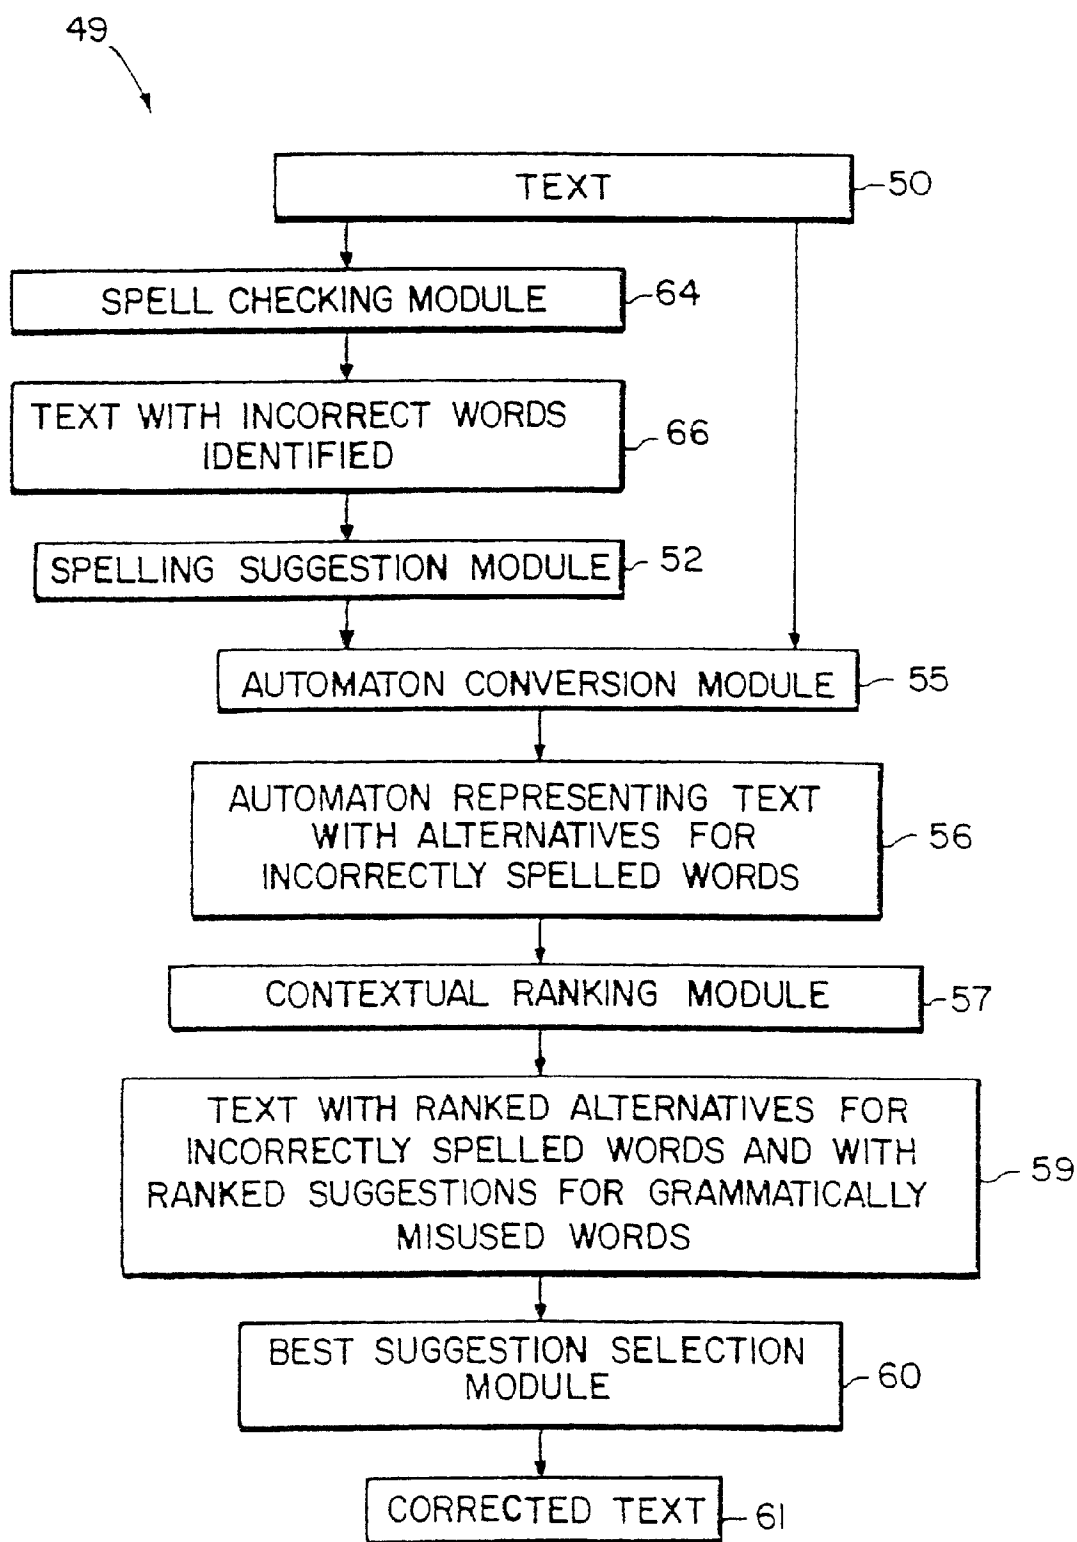 49
TEXT
50
SPELL CHECKING MODULE
64
TEXT WITH INCORRECT WORDS
IDENTIFIED
66
SPELLING SUGGESTION MODULE
52
AUTOMATON CONVERSION MODULE
55
AUTOMATON REPRESENTING TEXT
WITH ALTERNATIVES FOR
INCORRECTLY SPELLED WORDS
56
CONTEXTUAL RANKING MODULE
57
TEXT WITH RANKED ALTERNATIVES FOR
INCORRECTLY SPELLED WORDS AND WITH
RANKED SUGGESTIONS FOR GRAMMATICALLY
MISUSED WORDS
59
BEST SUGGESTION SELECTION
MODULE
60
CORRECTED TEXT
61